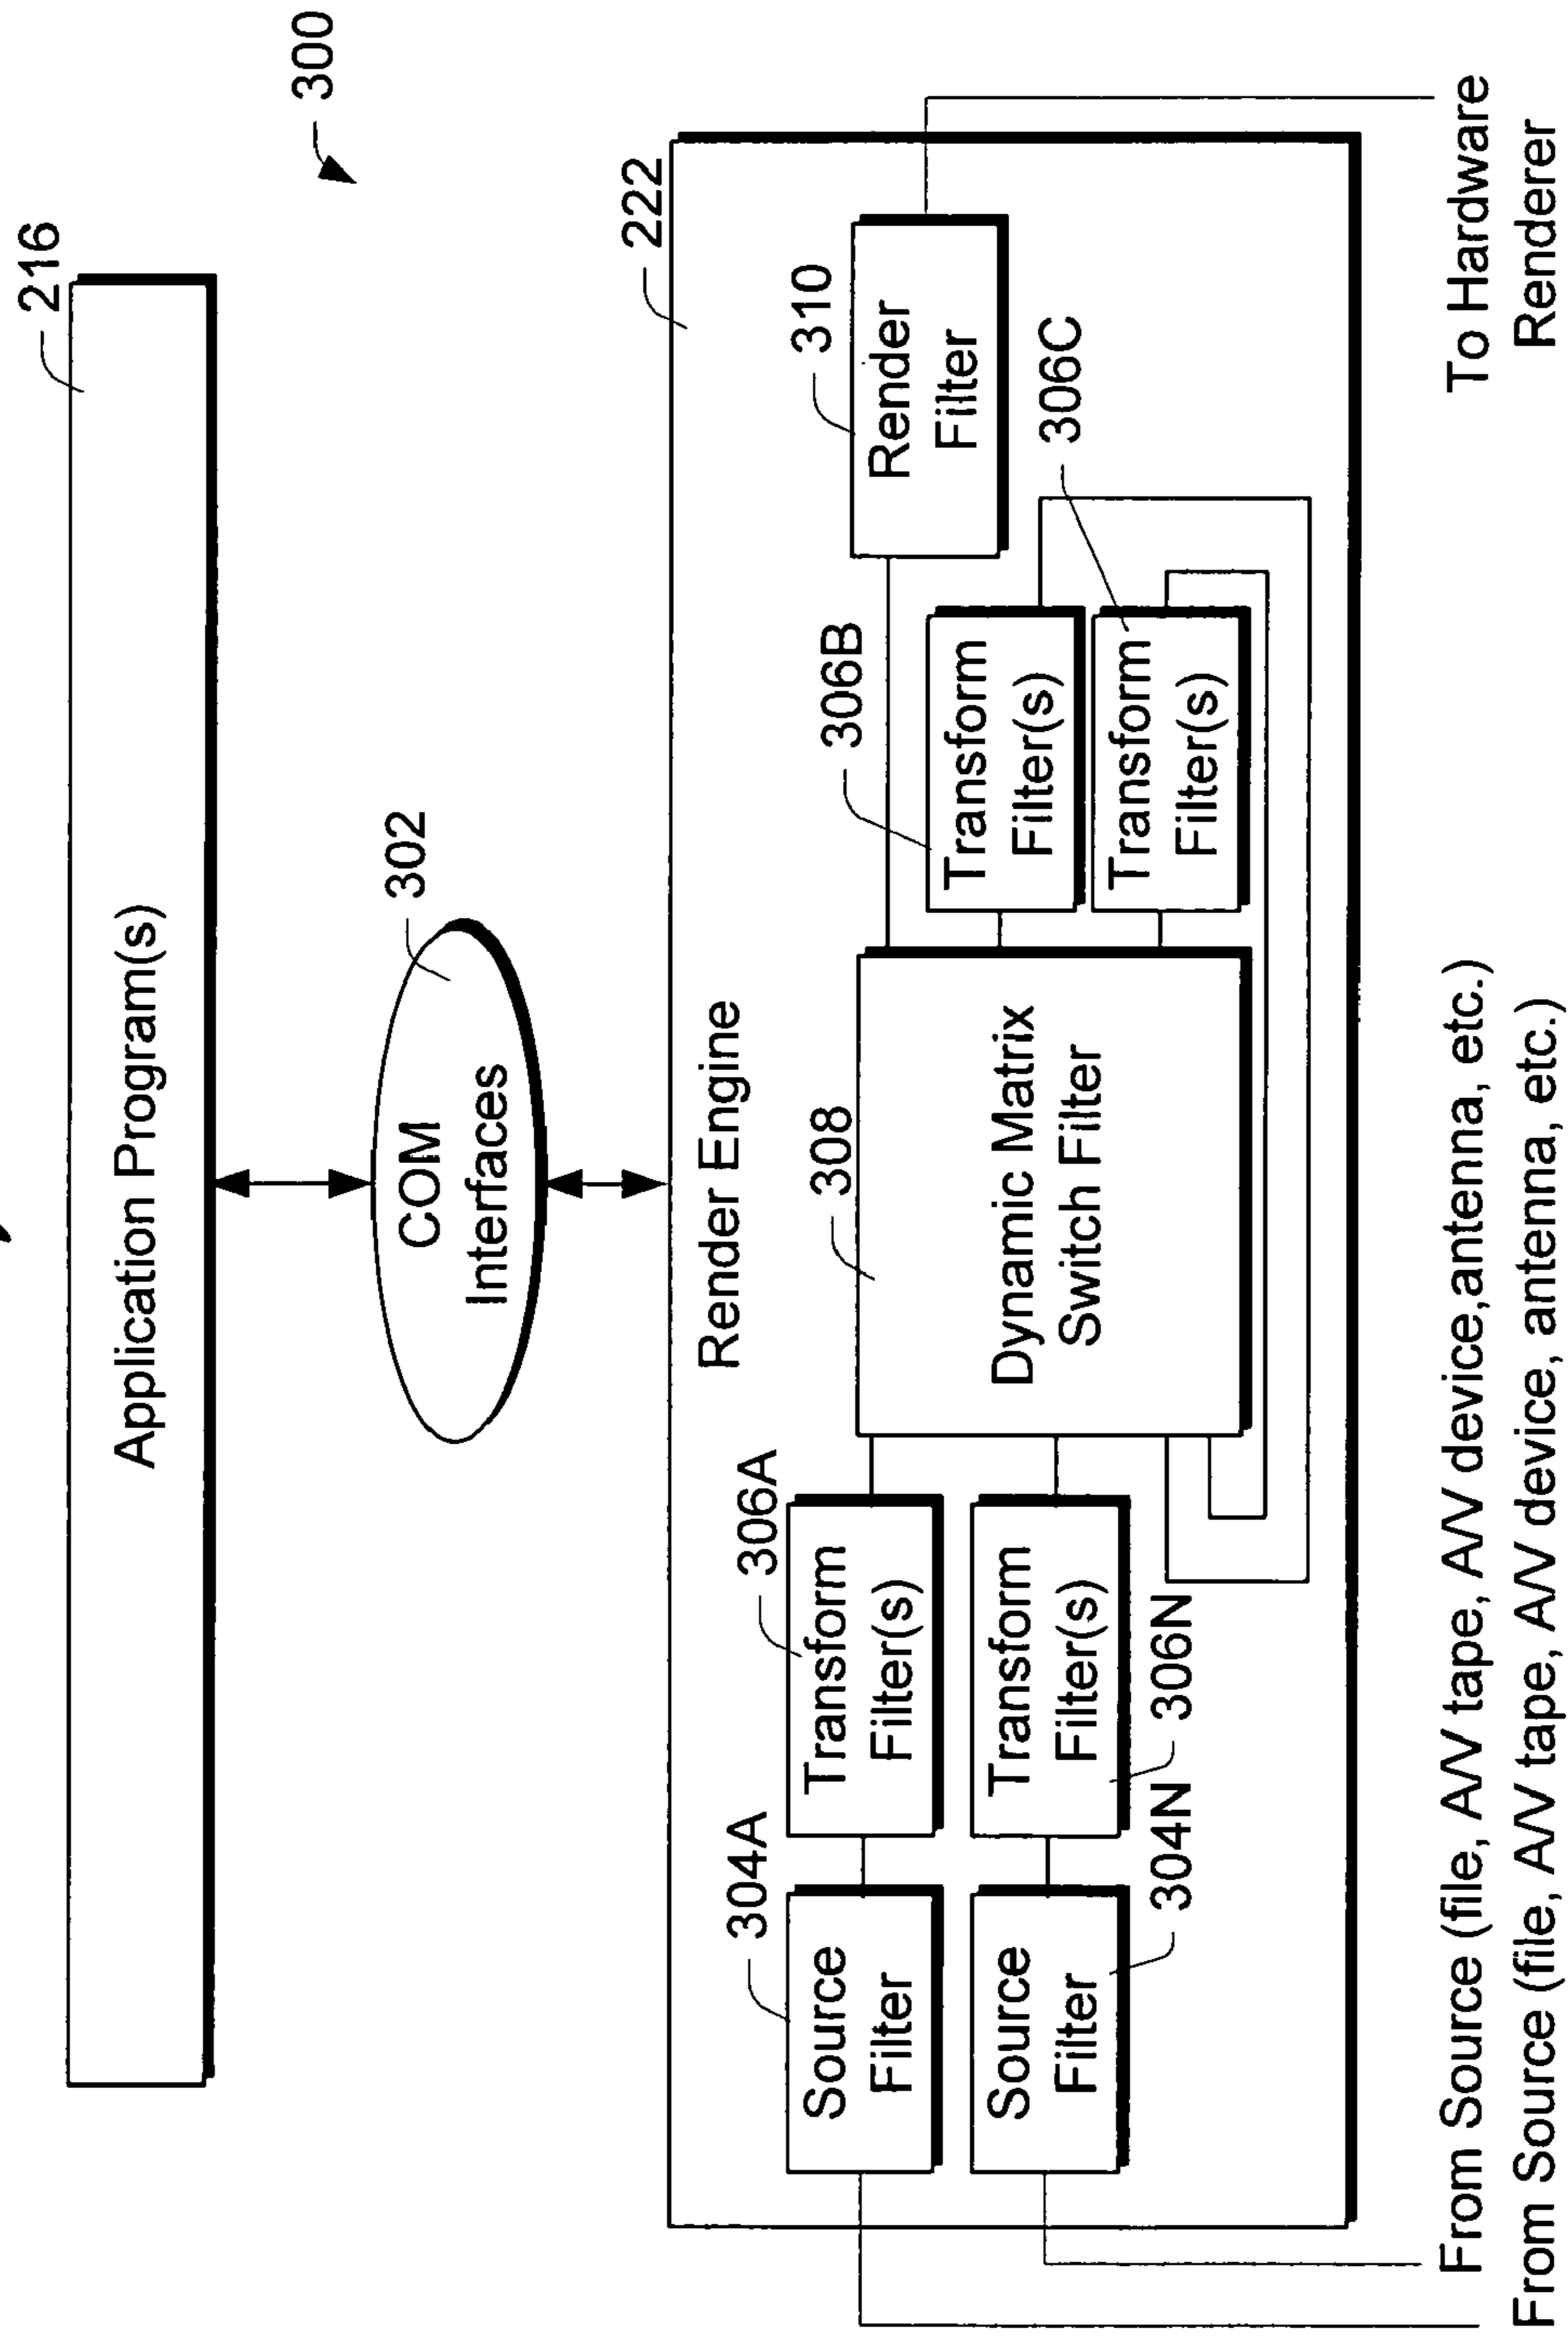 216
Application Program(s)
300
302
COM
Interfaces
222
Render Engine
304A
Source
Filter
306A
Transform
Filter(s)
308
Dynamic Matrix
Switch Filter
306B
Transform
Filter(s)
310
Render
Filter
Source
Filter
304N
Transform
Filter(s)
306N
Transform
Filter(s)
306C
From Source (file, A/V tape, A/V device,antenna, etc.)
From Source (file, A/V tape, A/V device, antenna, etc.)
To Hardware
Renderer